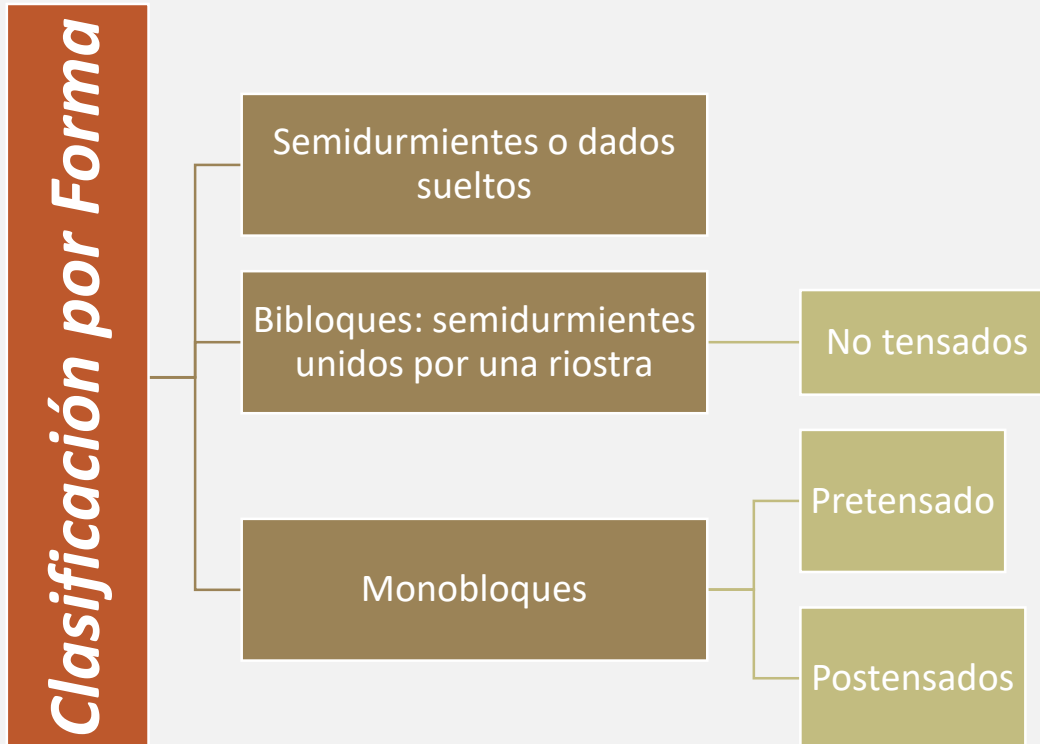 Clasificación por Forma
Semidurmientes o dados
sueltos
Bibloques: semidurmientes
unidos por una riostra
No tensados
Monobloques
Pretensado
Postensados